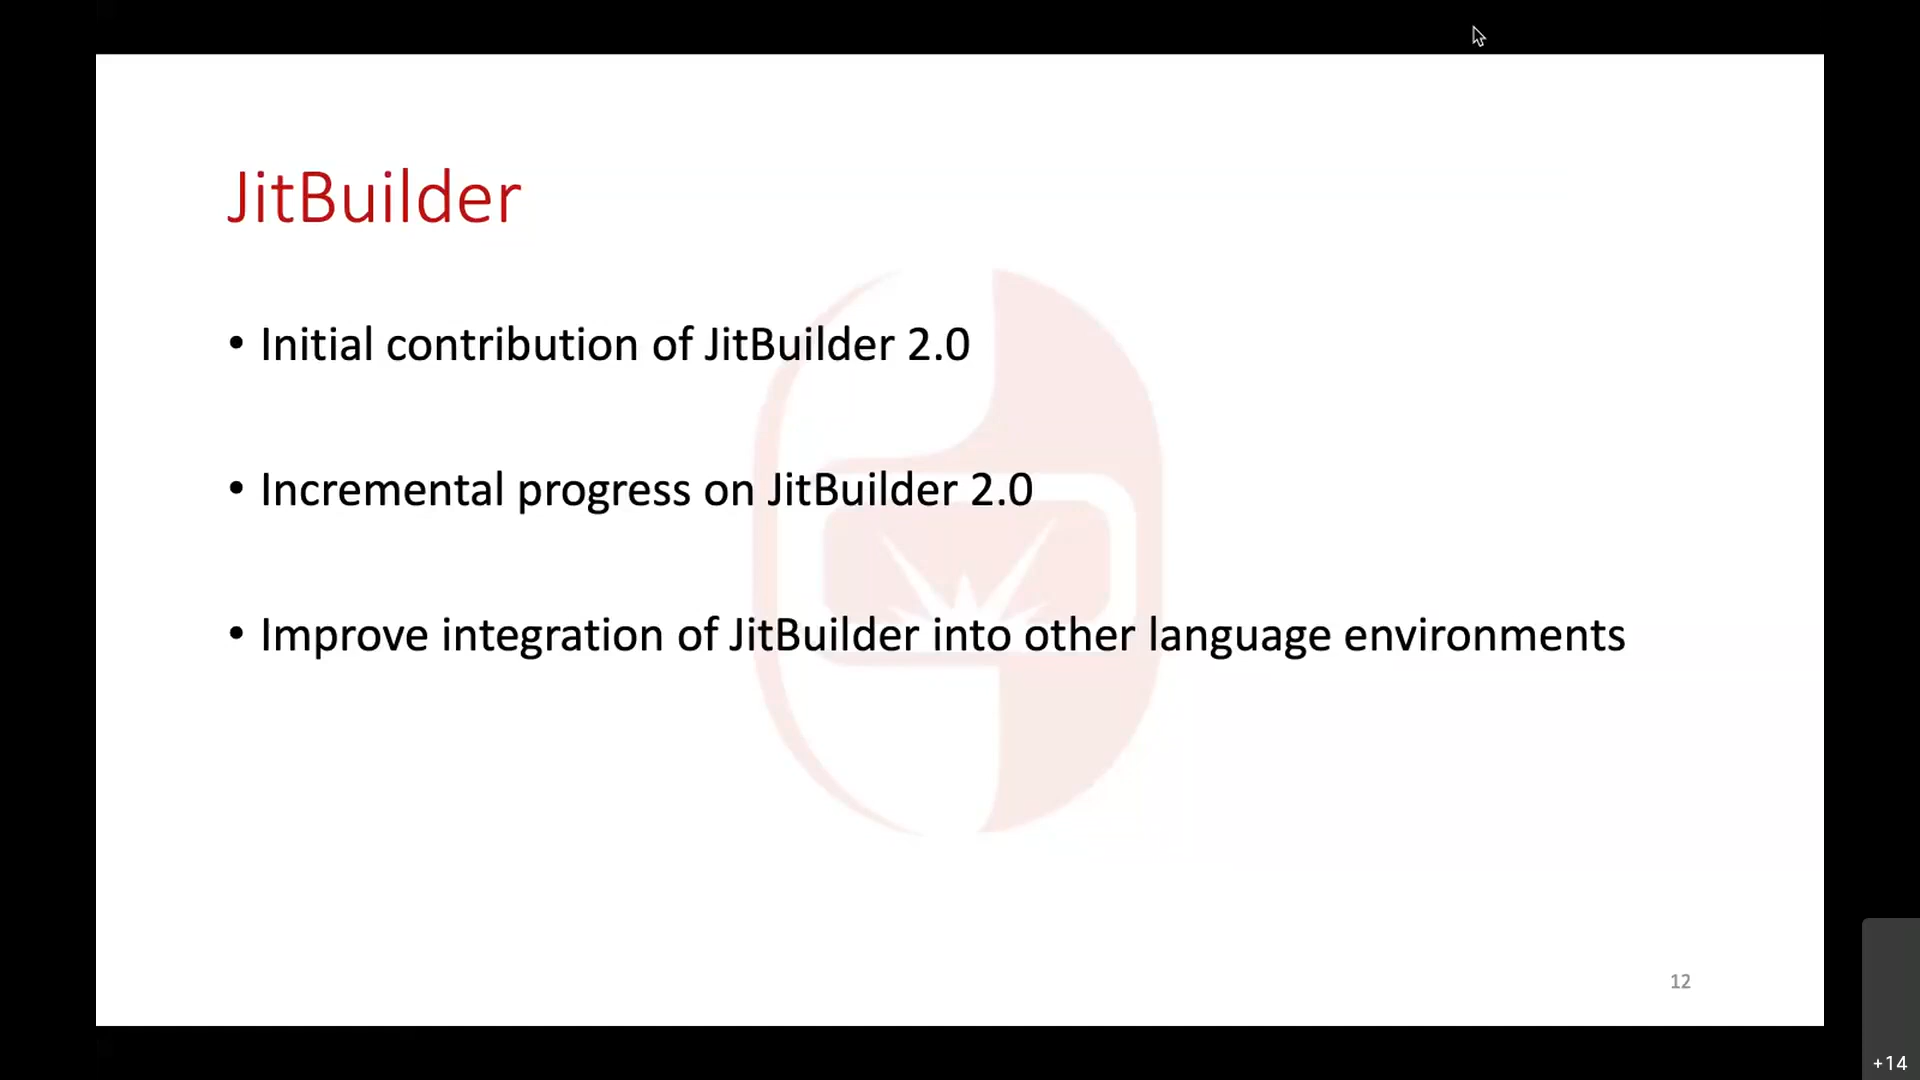 JitBuilder
• Initial contribution of JitBuilder 2.0
• Incremental progress on JitBuilder 2.0
• Improve integration of JitBuilder into other language environments
12
+14